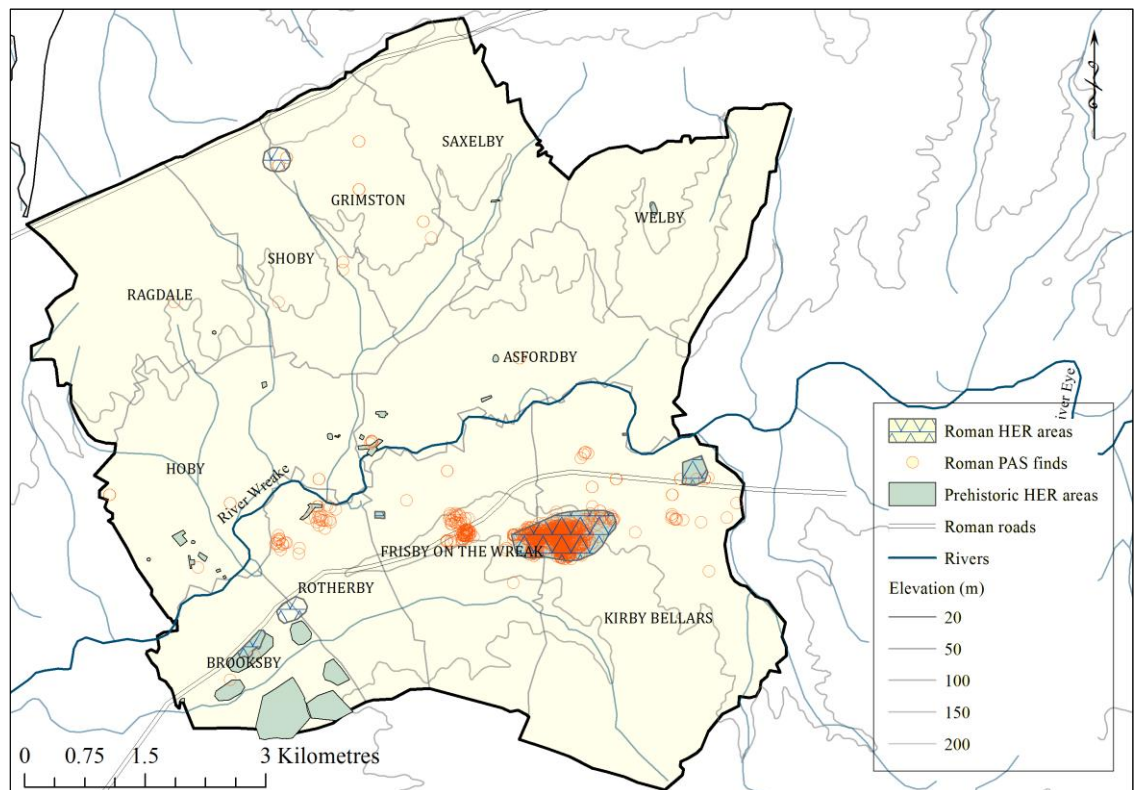 SAXELBY
GRIMSTON
WELBY
SHOBY
RAGDALE
ASFORDBY
HOBY
River Wreake
FRISBY ON THE WREAK
ROTHERBY
KIRBY BELLARS
BROOKSBY
iver Eye
Roman HER areas
Roman PAS finds
Prehistoric HER areas
Roman roads
Rivers
Elevation (m)
20
50
100
150
200
0 0.75 1.5 3 Kilometres